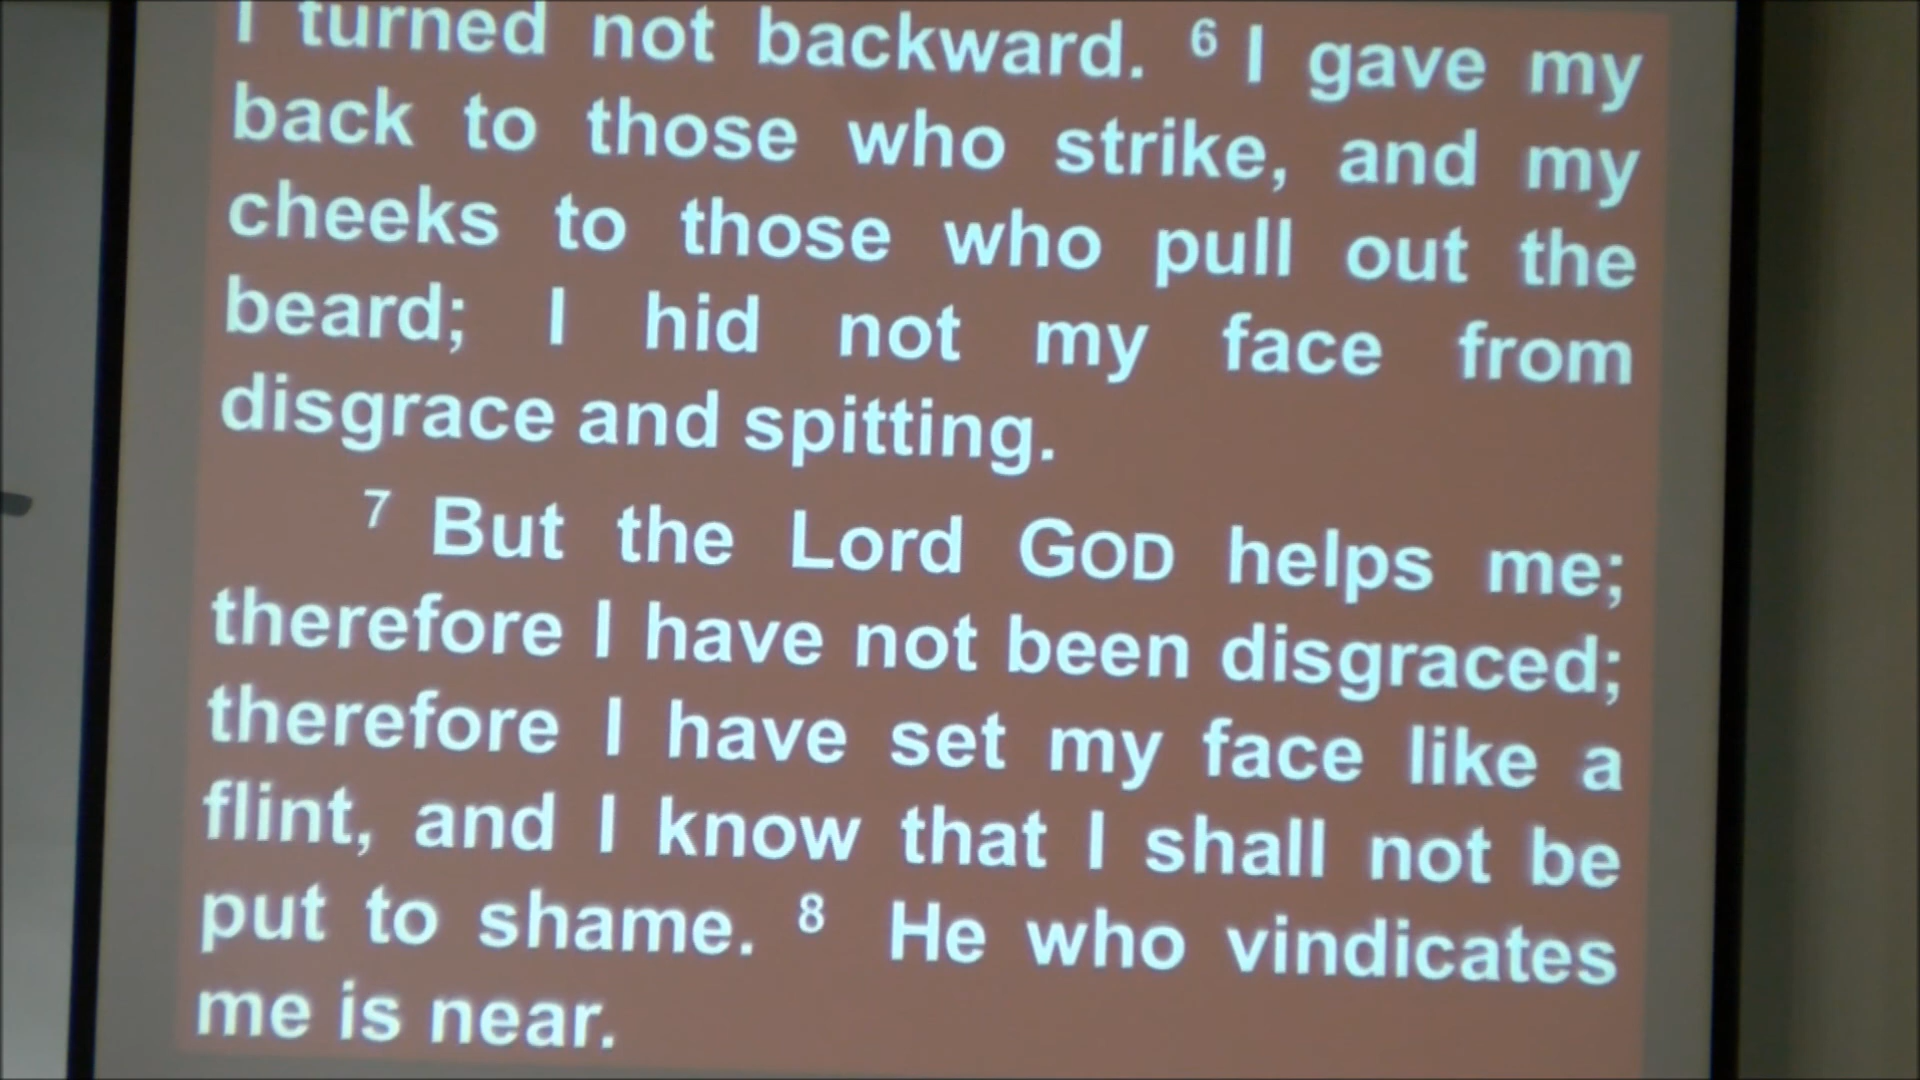 I turned not backward. 6 I gave my
back to those who strike, and my
cheeks to those who pull out the
beard; I hid not my face from
disgrace and spitting.
7 But the Lord GOD helps me;
therefore I have not been disgraced;
therefore I have set my face like a
flint, and I know that I shall not be
put to shame. 8 He who vindicates
me is near.